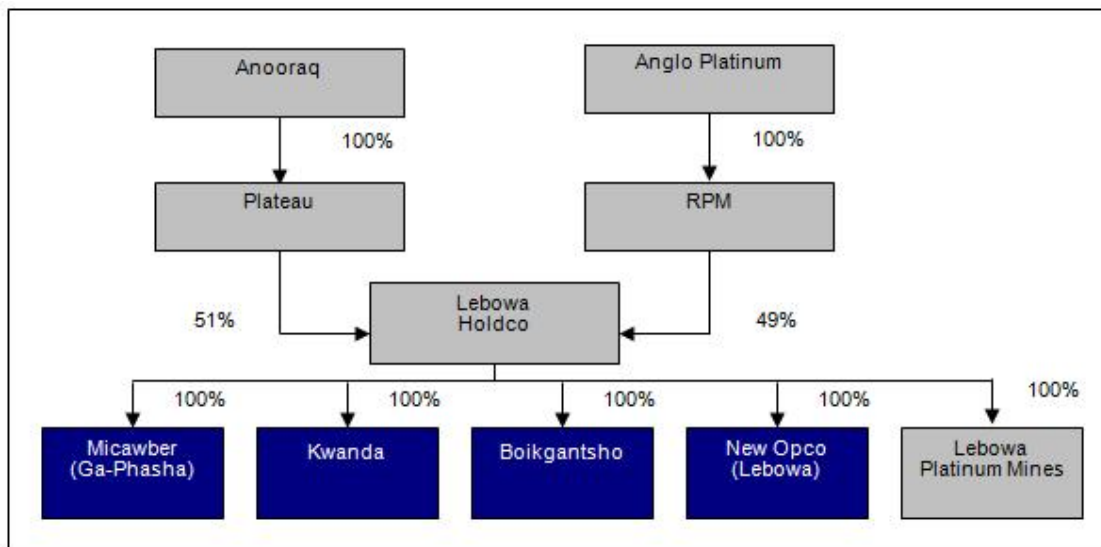 Anooraq
Anglo Platinum
100%
100%
Plateau
RPM
Lebowa
Holdco
51%
49%
100%
100%
100%
100%
100%
Micawber
(Ga-Phasha)
Kwanda
Boikgantsho
New Opco
(Lebowa)
Lebowa
Platinum Mines